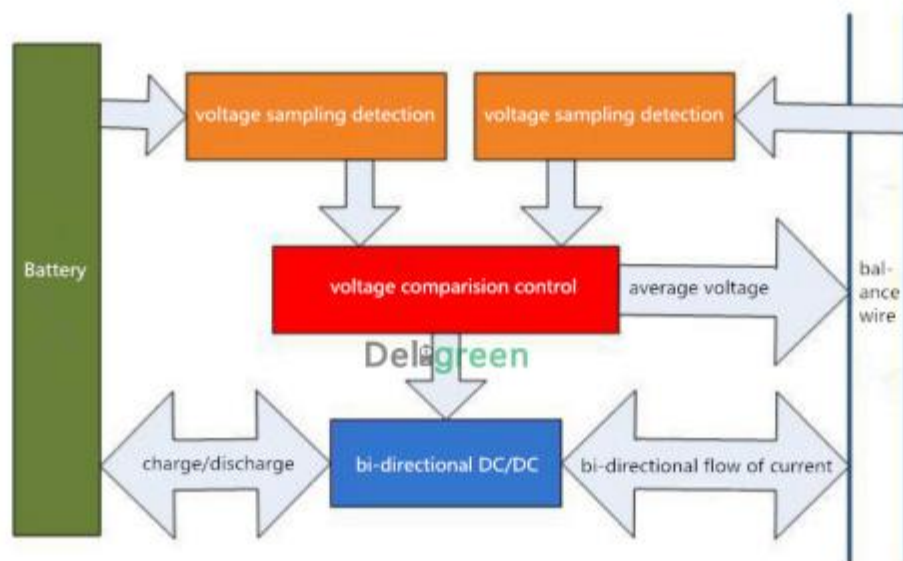 voltage sampling detection
voltage sampling detection
Battery
voltage comparision control
average voltage
bal-
ance
wire
Deligreen
charge/discharge
bi-directional DC/DC
bi-directional flow of current